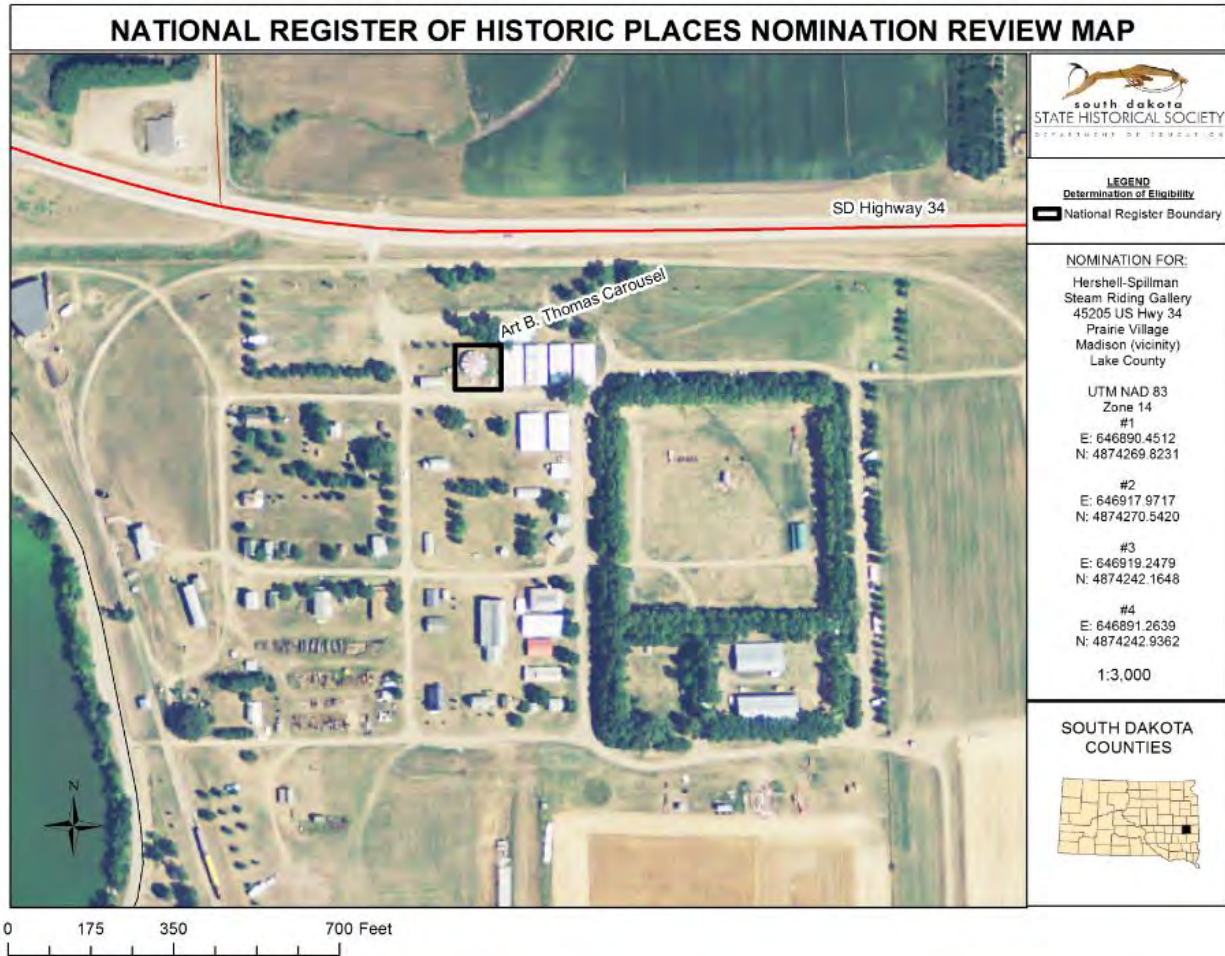 NATIONAL REGISTER OF HISTORIC PLACES NOMINATION REVIEW MAP
south dakota
STATE HISTORICAL SOCIETY
DEPARTMENT OF EDUCATION
LEGEND
Determination of Eligibility
National Register Boundary
SD Highway 34
Art B. Thomas Carousel
NOMINATION FOR:
Hershell-Spillman
Steam Riding Gallery
45205 US Hwy 34
Prairie Village
Madison (vicinity)
Lake County
UTM NAD 83
Zone 14
#1
E: 646890.4512
N: 4874269.8231
#2
E: 646917.9717
N: 4874270.5420
#3
E: 646919.2479
N: 4874242.1648
#4
E: 646891.2639
N: 4874242.9362
1:3,000
SOUTH DAKOTA
COUNTIES
N
0 175 350 700 Feet